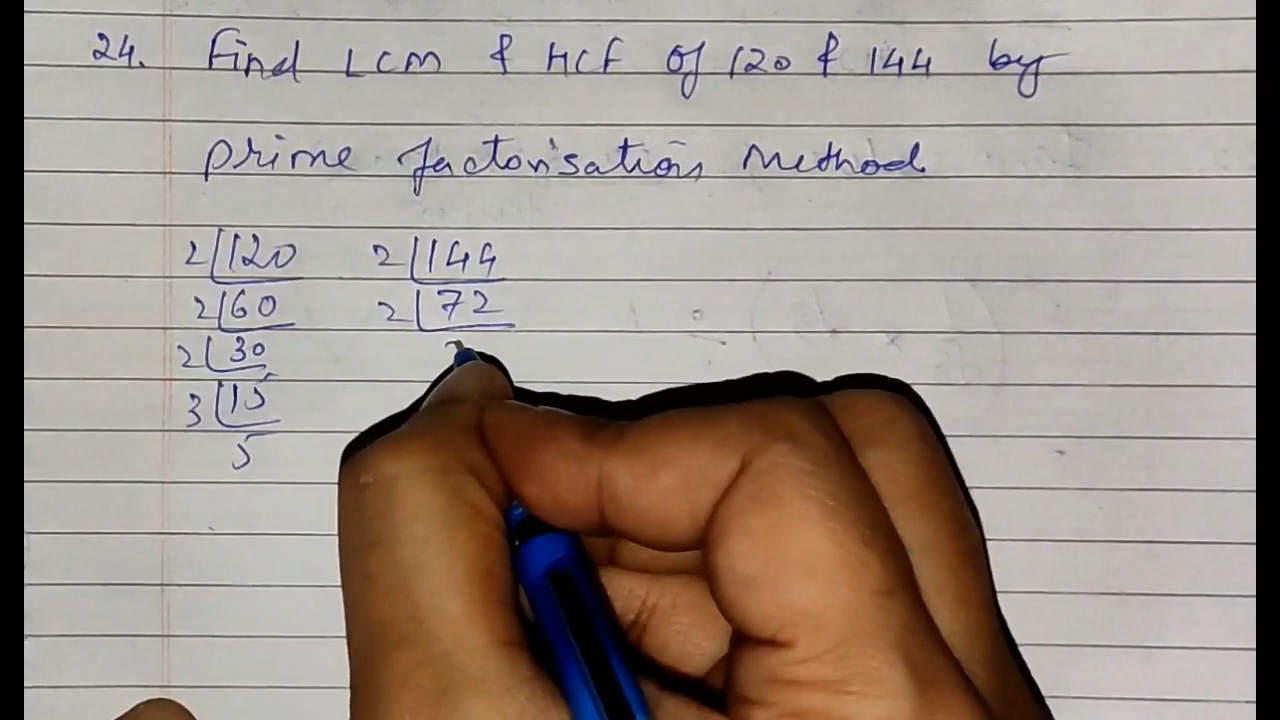 24. Find LCM & HCF of 120 & 144 by
prime factorisation Method
2 120 2 144
2 60 2 72
2 30
3 15
5